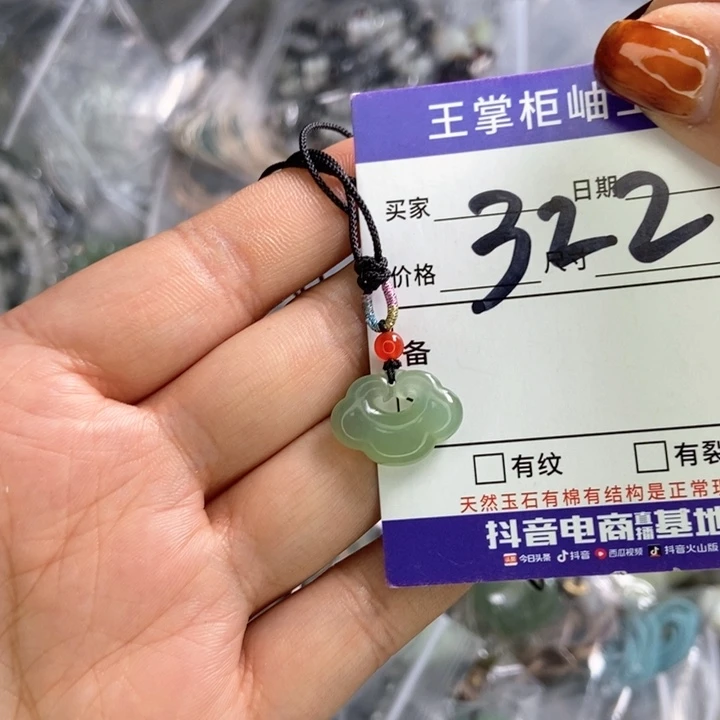 王掌柜岫
买家 日期
322
价格 尺寸
备
有纹 有裂
天然玉石有棉有结构是正常现
抖音电商直播基地
今日头条 抖音 西瓜视频 抖音火山版